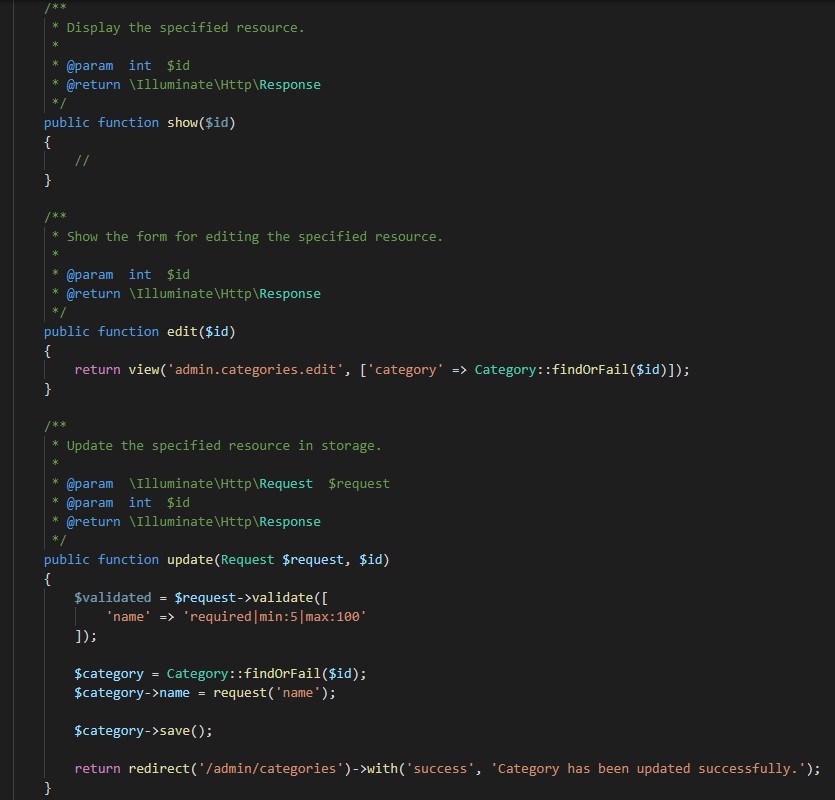 /**
 * Display the specified resource.
 *
 * @param  int  $id
 * @return \Illuminate\Http\Response
 */
public function show($id)
{
    //
}
/**
 * Show the form for editing the specified resource.
 *
 * @param  int  $id
 * @return \Illuminate\Http\Response
 */
public function edit($id)
{
    return view('admin.categories.edit', ['category' => Category::findOrFail($id)]);
}
/**
 * Update the specified resource in storage.
 *
 * @param  \Illuminate\Http\Request  $request
 * @param  int  $id
 * @return \Illuminate\Http\Response
 */
public function update(Request $request, $id)
{
    $validated = $request->validate([
        'name' => 'required|min:5|max:100'
    ]);
    $category = Category::findOrFail($id);
    $category->name = request('name');
    $category->save();
    return redirect('/admin/categories')->with('success', 'Category has been updated successfully.');
}